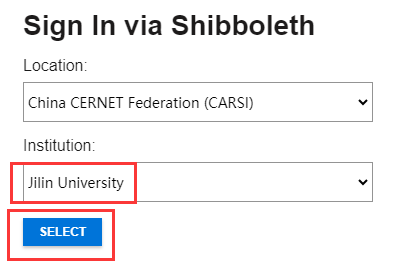 Sign In via Shibboleth
Location:
China CERNET Federation (CARSI)
Institution:
Jilin University
SELECT